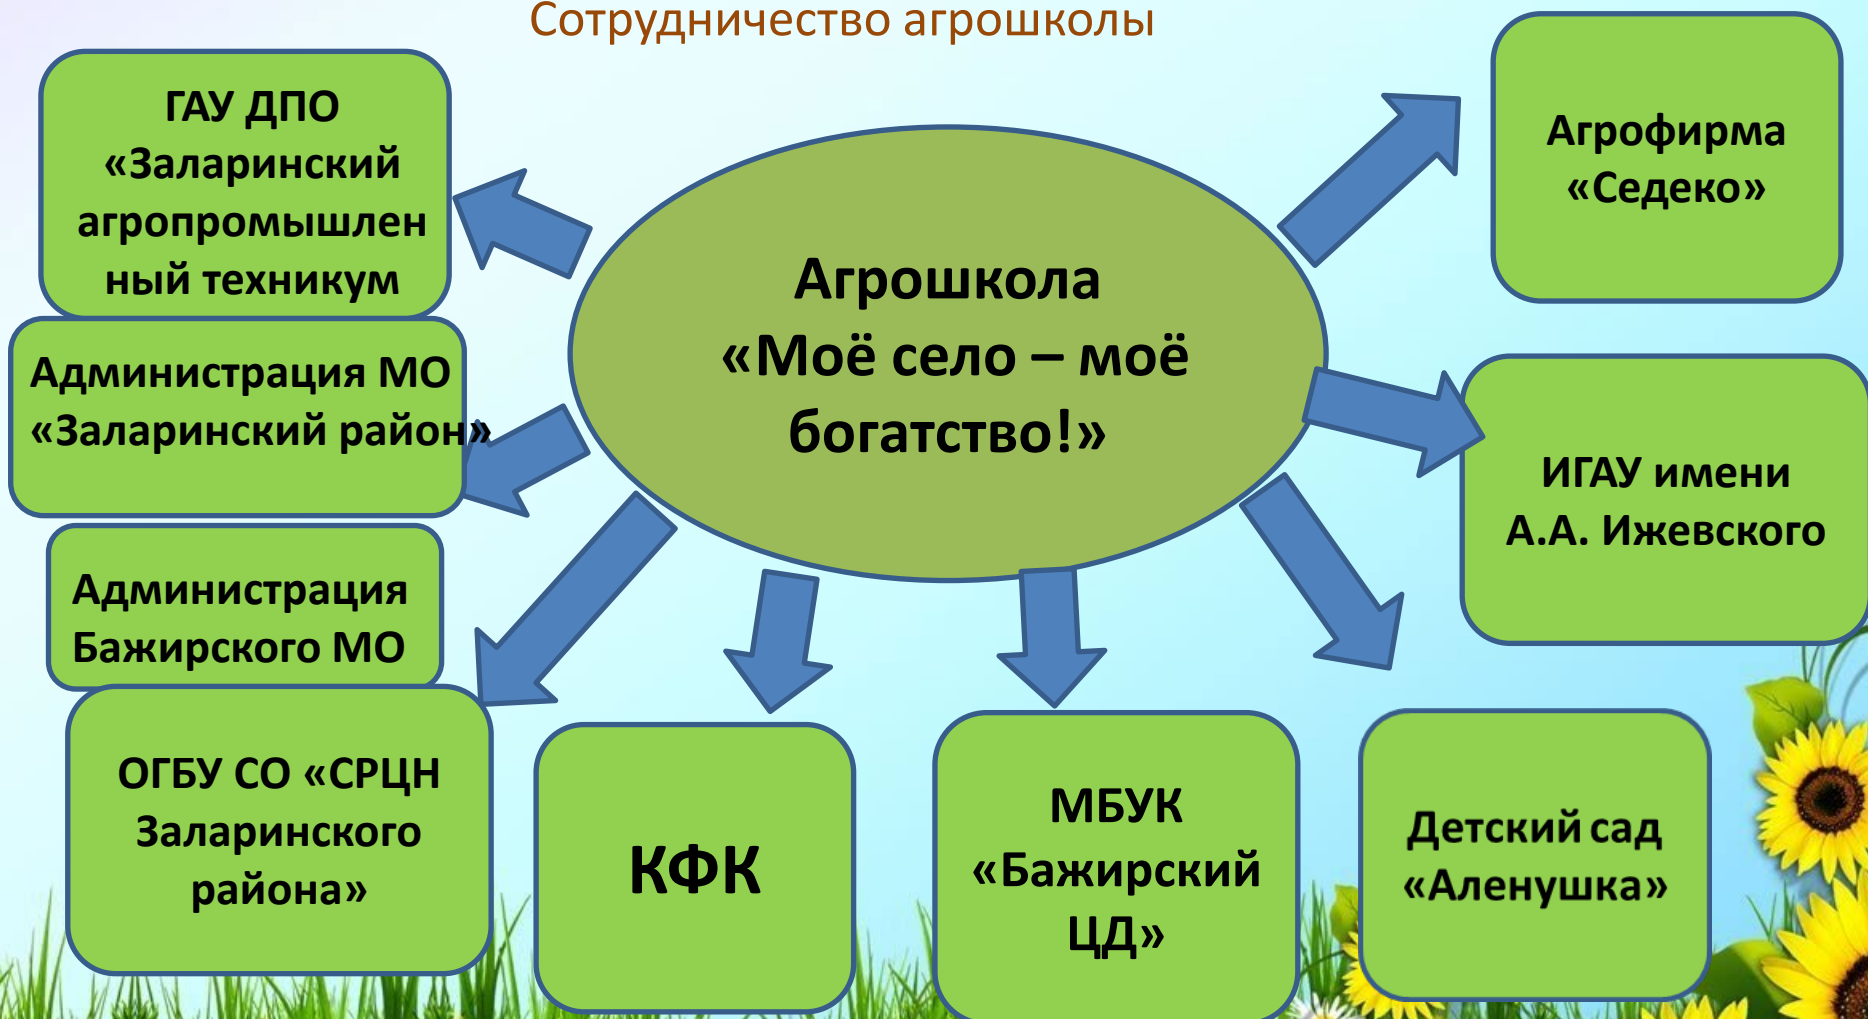 Сотрудничество агрошколы
ГАУ ДПО
«Заларинский
агропромышлен
ный техникум
Администрация МО
«Заларинский район»
Администрация
Бажирского МО
ОГБУ СО «СРЦН
Заларинского
района»
КФК
МБУК
«Бажирский
ЦД»
Детский сад
«Аленушка»
ИГАУ имени
А.А. Ижевского
Агрофирма
«Седеко»
Агрошкола
«Моё село – моё
богатство!»